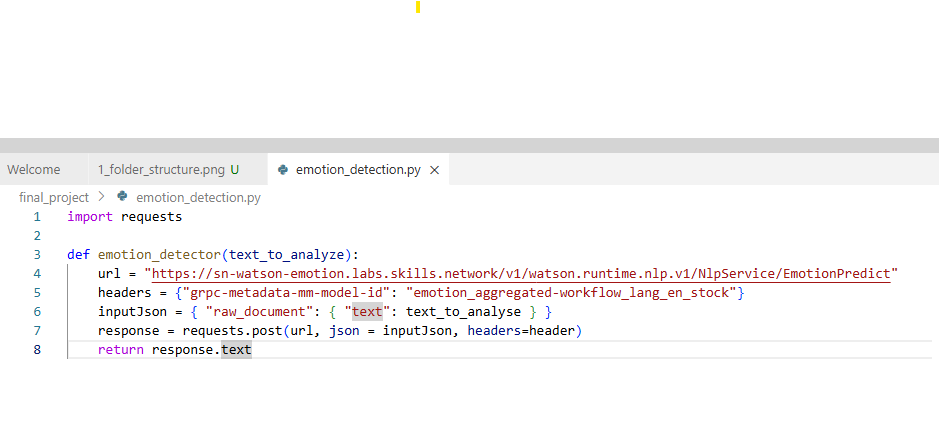 Welcome 1_folder_structure.png U emotion_detection.py
final_project > emotion_detection.py
1 import requests
2
3 def emotion_detector(text_to_analyze):
4 url = "https://sn-watson-emotion.labs.skills.network/v1/watson.runtime.nlp.v1/NlpService/EmotionPredict"
5 headers = {"grpc-metadata-mm-model-id": "emotion_aggregated-workflow_lang_en_stock"}
6 inputJson = { "raw_document": { "text": text_to_analyse } }
7 response = requests.post(url, json = inputJson, headers=header)
8 return response.text